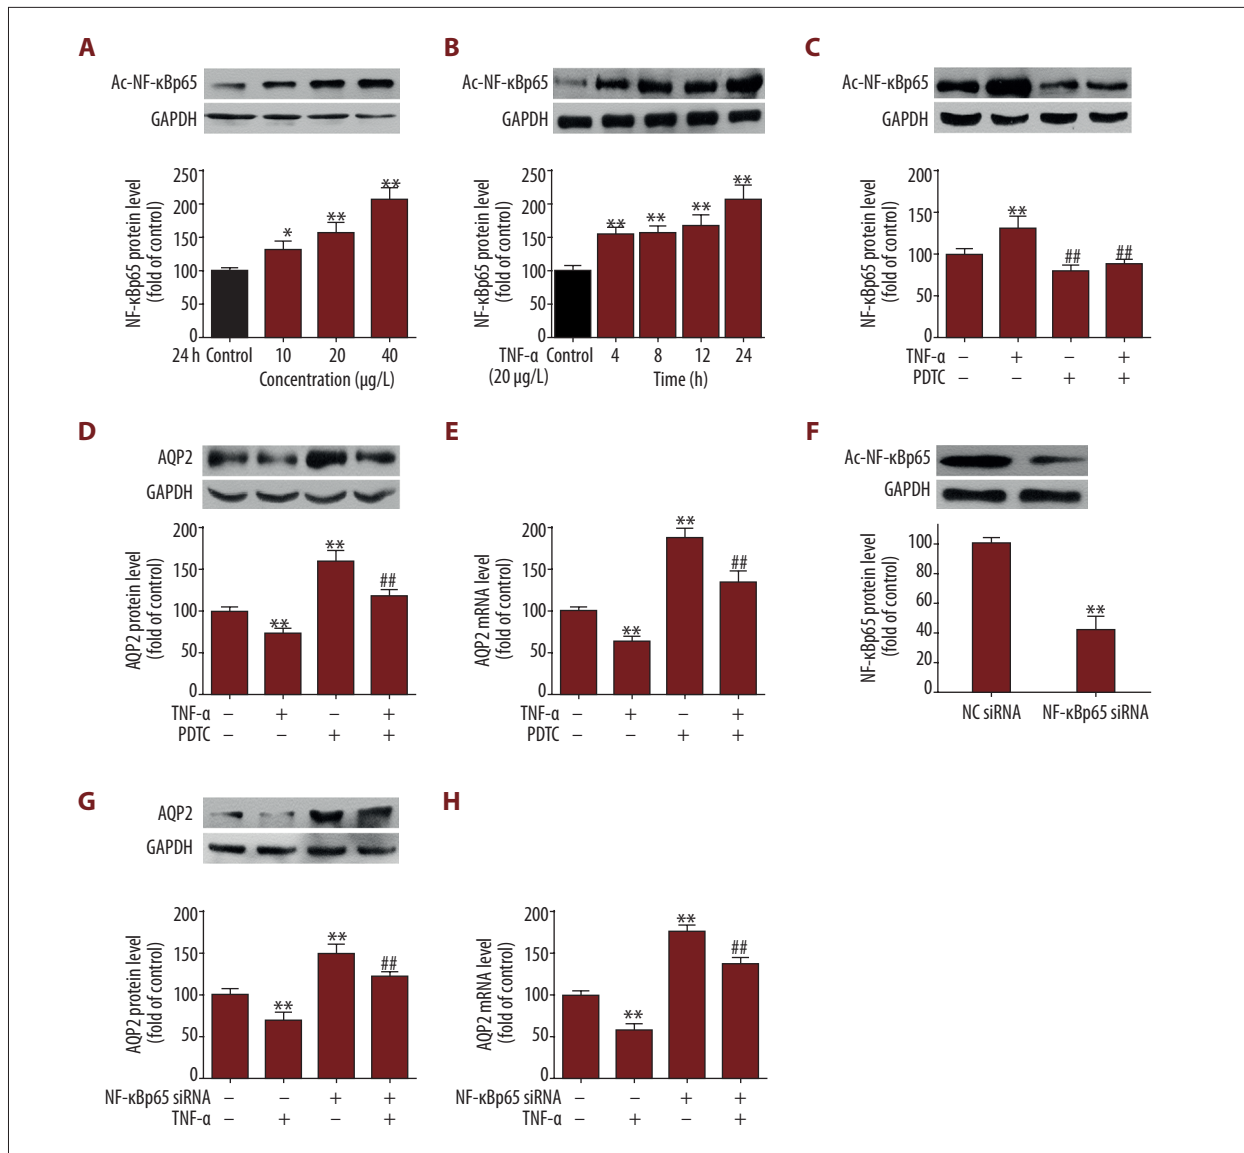 A
Ac-NF-κBp65
GAPDH
NF-κBp65 protein level
(fold of control)
250
200
150
100
50
0
*
**
**
24 h Control 10 20 40
Concentration (µg/L)
B
Ac-NF-κBp65
GAPDH
NF-κBp65 protein level
(fold of control)
250
200
150
100
50
0
**
**
**
**
TNF-α Control 4 8 12 24
(20 µg/L) Time (h)
C
Ac-NF-κBp65
GAPDH
NF-κBp65 protein level
(fold of control)
200
150
100
50
0
**
##
##
TNF-α – + – +
PDTC – – + +
D
AQP2
GAPDH
AQP2 protein level
(fold of control)
200
150
100
50
0
**
**
##
TNF-α – + – +
PDTC – – + +
E
AQP2 mRNA level
(fold of control)
200
150
100
50
0
**
**
##
TNF-α – + – +
PDTC – – + +
F
Ac-NF-κBp65
GAPDH
NF-κBp65 protein level
(fold of control)
100
80
60
40
20
0
**
NC siRNA NF-κBp65 siRNA
G
AQP2
GAPDH
AQP2 protein level
(fold of control)
200
150
100
50
0
**
**
##
NF-κBp65 siRNA – – + +
TNF-α – + – +
H
AQP2 mRNA level
(fold of control)
200
150
100
50
0
**
**
##
NF-κBp65 siRNA – – + +
TNF-α – + – +